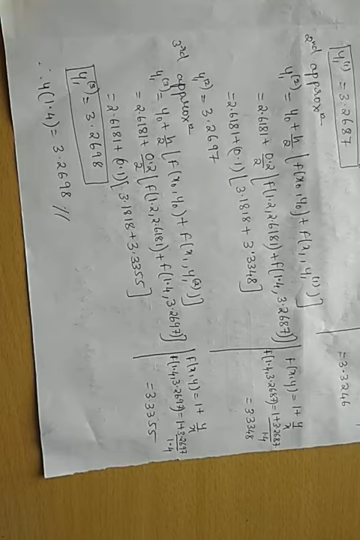 y₁⁽¹⁾ = 3.2687
= 3.3246
2nd approxⁿ
y₁⁽²⁾ = y₀ + h/2 [f(x₀, y₀) + f(x₁, y₁⁽¹⁾)]
= 2.6181 + 0.2/2 [f(1.2, 2.6181) + f(1.4, 3.2687)]
= 2.6181 + (0.1) [3.1818 + 3.3348]
y₁⁽²⁾ = 3.2697
f(x, y) = 1 + y/x
f(1.4, 3.2687) = 1 + 3.2687/1.4
= 3.3348
3rd approxⁿ
y₁⁽³⁾ = y₀ + h/2 [f(x₀, y₀) + f(x₁, y₁⁽²⁾)]
= 2.6181 + 0.2/2 [f(1.2, 2.6181) + f(1.4, 3.2697)]
= 2.6181 + (0.1) [3.1818 + 3.3355]
y₁⁽³⁾ = 3.2698
f(x, y) = 1 + y/x
f(1.4, 3.2697) = 1 + 3.2697/1.4
= 3.3355
∴ y(1.4) = 3.2698 //